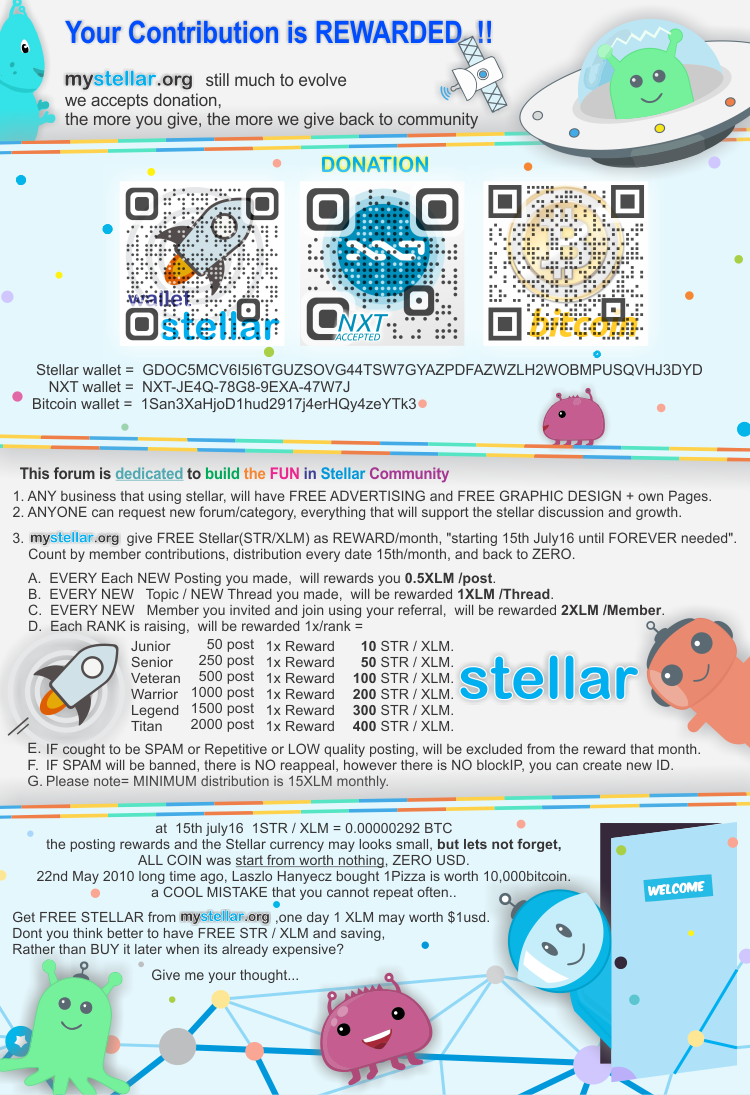 Your Contribution is REWARDED !!
mystellar.org still much to evolve
we accepts donation,
the more you give, the more we give back to community
DONATION
wallet
stellar
NXT
ACCEPTED
bitcoin
Stellar wallet = GDOC5MCV6I5I6TGUZSOVG44TSW7GYAZPDFAZWZLH2WOBMPUSQVHJ3DYD
NXT wallet = NXT-JE4Q-78G8-9EXA-47W7J
Bitcoin wallet = 1San3XaHjoD1hud2917j4erHQy4zeYTk3
This forum is dedicated to build the FUN in Stellar Community
1. ANY business that using stellar, will have FREE ADVERTISING and FREE GRAPHIC DESIGN + own Pages.
2. ANYONE can request new forum/category, everything that will support the stellar discussion and growth.
3. mystellar.org give FREE Stellar(STR/XLM) as REWARD/month, "starting 15th July16 until FOREVER needed".
Count by member contributions, distribution every date 15th/month, and back to ZERO.
A. EVERY Each NEW Posting you made, will rewards you 0.5XLM /post.
B. EVERY NEW Topic / NEW Thread you made, will be rewarded 1XLM /Thread.
C. EVERY NEW Member you invited and join using your referral, will be rewarded 2XLM /Member.
D. Each RANK is raising, will be rewarded 1x/rank =
Junior 50 post 1x Reward 10 STR / XLM.
Senior 250 post 1x Reward 50 STR / XLM.
Veteran 500 post 1x Reward 100 STR / XLM.
Warrior 1000 post 1x Reward 200 STR / XLM.
Legend 1500 post 1x Reward 300 STR / XLM.
Titan 2000 post 1x Reward 400 STR / XLM.
stellar
E. IF cought to be SPAM or Repetitive or LOW quality posting, will be excluded from the reward that month.
F. IF SPAM will be banned, there is NO reappeal, however there is NO blockIP, you can create new ID.
G. Please note= MINIMUM distribution is 15XLM monthly.
at 15th july16 1STR / XLM = 0.00000292 BTC
the posting rewards and the Stellar currency may looks small, but lets not forget,
ALL COIN was start from worth nothing, ZERO USD.
22nd May 2010 long time ago, Laszlo Hanyecz bought 1Pizza is worth 10,000bitcoin.
a COOL MISTAKE that you cannot repeat often..
WELCOME
Get FREE STELLAR from mystellar.org ,one day 1 XLM may worth $1usd.
Dont you think better to have FREE STR / XLM and saving,
Rather than BUY it later when its already expensive?
Give me your thought...